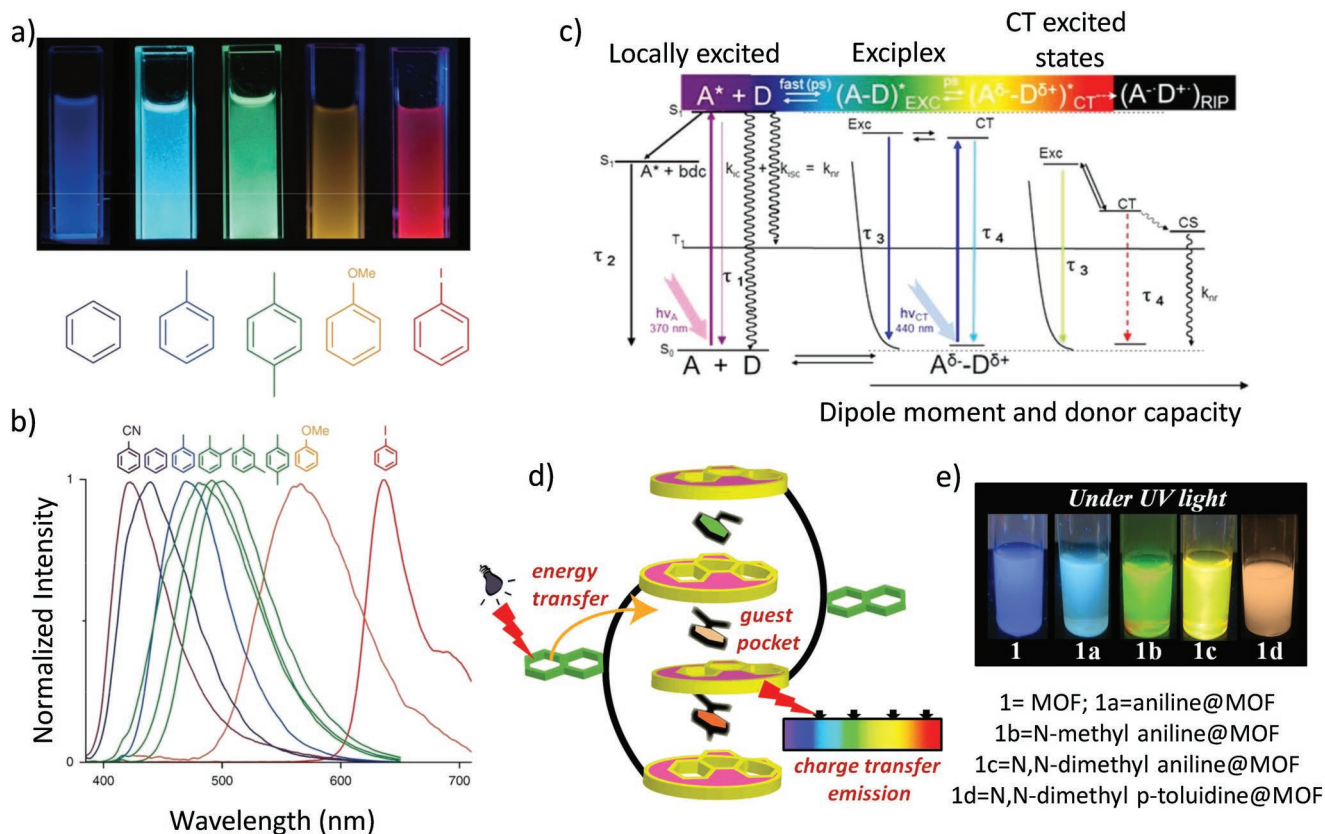 a)
OMe
I
b)
CN
OMe
I
1
0
Normalized Intensity
400
500
600
700
Wavelength (nm)
c)
Locally excited
Exciplex
CT excited
states
A* + D
fast (ps)
(A-D)*EXC
ps
(Aδ--Dδ+)*CT
(A-·D+·)RIP
S1
Exc
CT
S1
A* + bdc
kic
+
kisc = knr
Exc
CT
CS
T1
τ2
τ1
τ3
τ4
τ3
τ4
knr
hνA
370 nm
hνCT
440 nm
S0
A + D
Aδ--Dδ+
Dipole moment and donor capacity
d)
energy
transfer
guest
pocket
charge transfer
emission
e)
Under UV light
1
1a
1b
1c
1d
1= MOF; 1a=aniline@MOF
1b=N-methyl aniline@MOF
1c=N,N-dimethyl aniline@MOF
1d=N,N-dimethyl p-toluidine@MOF